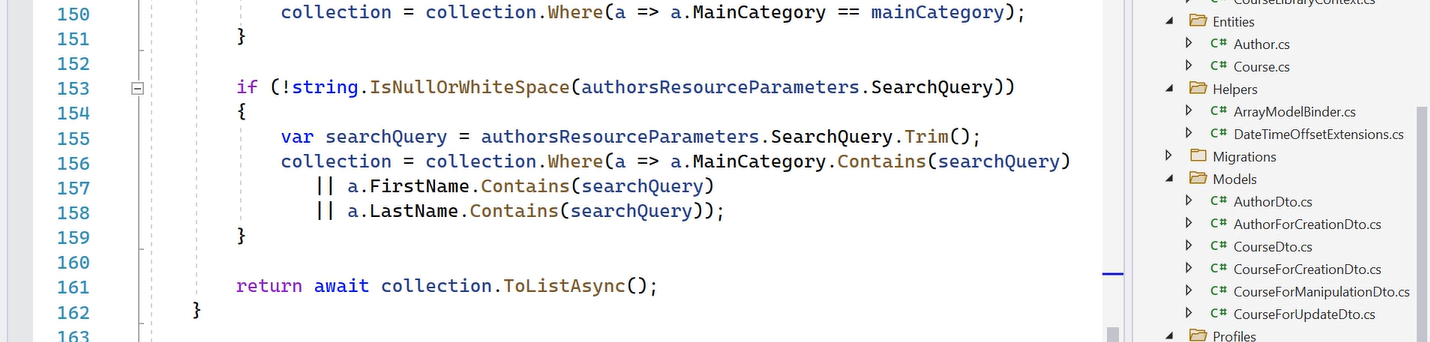 150 collection = collection.Where(a => a.MainCategory == mainCategory);
151 }
152
153 if (!string.IsNullOrWhiteSpace(authorsResourceParameters.SearchQuery))
154 {
155 var searchQuery = authorsResourceParameters.SearchQuery.Trim();
156 collection = collection.Where(a => a.MainCategory.Contains(searchQuery)
157 || a.FirstName.Contains(searchQuery)
158 || a.LastName.Contains(searchQuery));
159 }
160
161 return await collection.ToListAsync();
162 }
163
CourseLibraryContext.cs
Entities
C# Author.cs
C# Course.cs
Helpers
C# ArrayModelBinder.cs
C# DateTimeOffsetExtensions.cs
Migrations
Models
C# AuthorDto.cs
C# AuthorForCreationDto.cs
C# CourseDto.cs
C# CourseForCreationDto.cs
C# CourseForManipulationDto.cs
C# CourseForUpdateDto.cs
Profiles